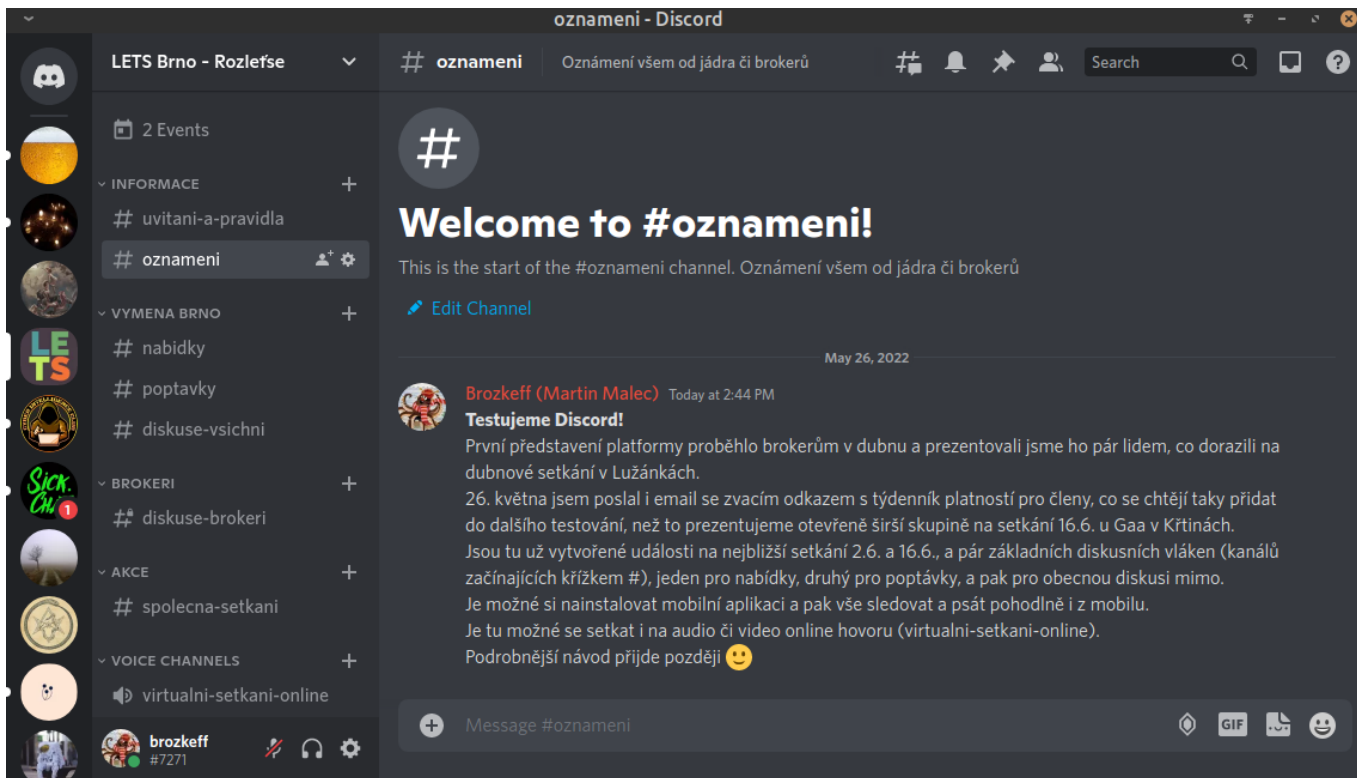 oznameni - Discord
LETS Brno - Rozleťse
# oznameni
Oznámení všem od jádra či brokerů
Search
2 Events
INFORMACE
# uvitani-a-pravidla
# oznameni
VYMENA BRNO
# nabidky
# poptavky
# diskuse-vsichni
BROKERI
# diskuse-brokeri
AKCE
# spolecna-setkani
VOICE CHANNELS
virtualni-setkani-online
brozkeff
#7271
LE
TS
SICK.
1
#
Welcome to #oznameni!
This is the start of the #oznameni channel. Oznámení všem od jádra či brokerů
Edit Channel
May 26, 2022
Brozkeff (Martin Malec) Today at 2:44 PM
Testujeme Discord!
První představení platformy proběhlo brokerům v dubnu a prezentovali jsme ho pár lidem, co dorazili na
dubnové setkání v Lužánkách.
26. května jsem poslal i email se zvacím odkazem s týdenník platností pro členy, co se chtějí taky přidat
do dalšího testování, než to prezentujeme otevřeně širší skupině na setkání 16.6. u Gaa v Křtinách.
Jsou tu už vytvořené události na nejbližší setkání 2.6. a 16.6., a pár základních diskusních vláken (kanálů
začínajících křížkem #), jeden pro nabídky, druhý pro poptávky, a pak pro obecnou diskusi mimo.
Je možné si nainstalovat mobilní aplikaci a pak vše sledovat a psát pohodlně i z mobilu.
Je tu možné se setkat i na audio či video online hovoru (virtualni-setkani-online).
Podrobnější návod přijde později 🙂
Message #oznameni
GIF